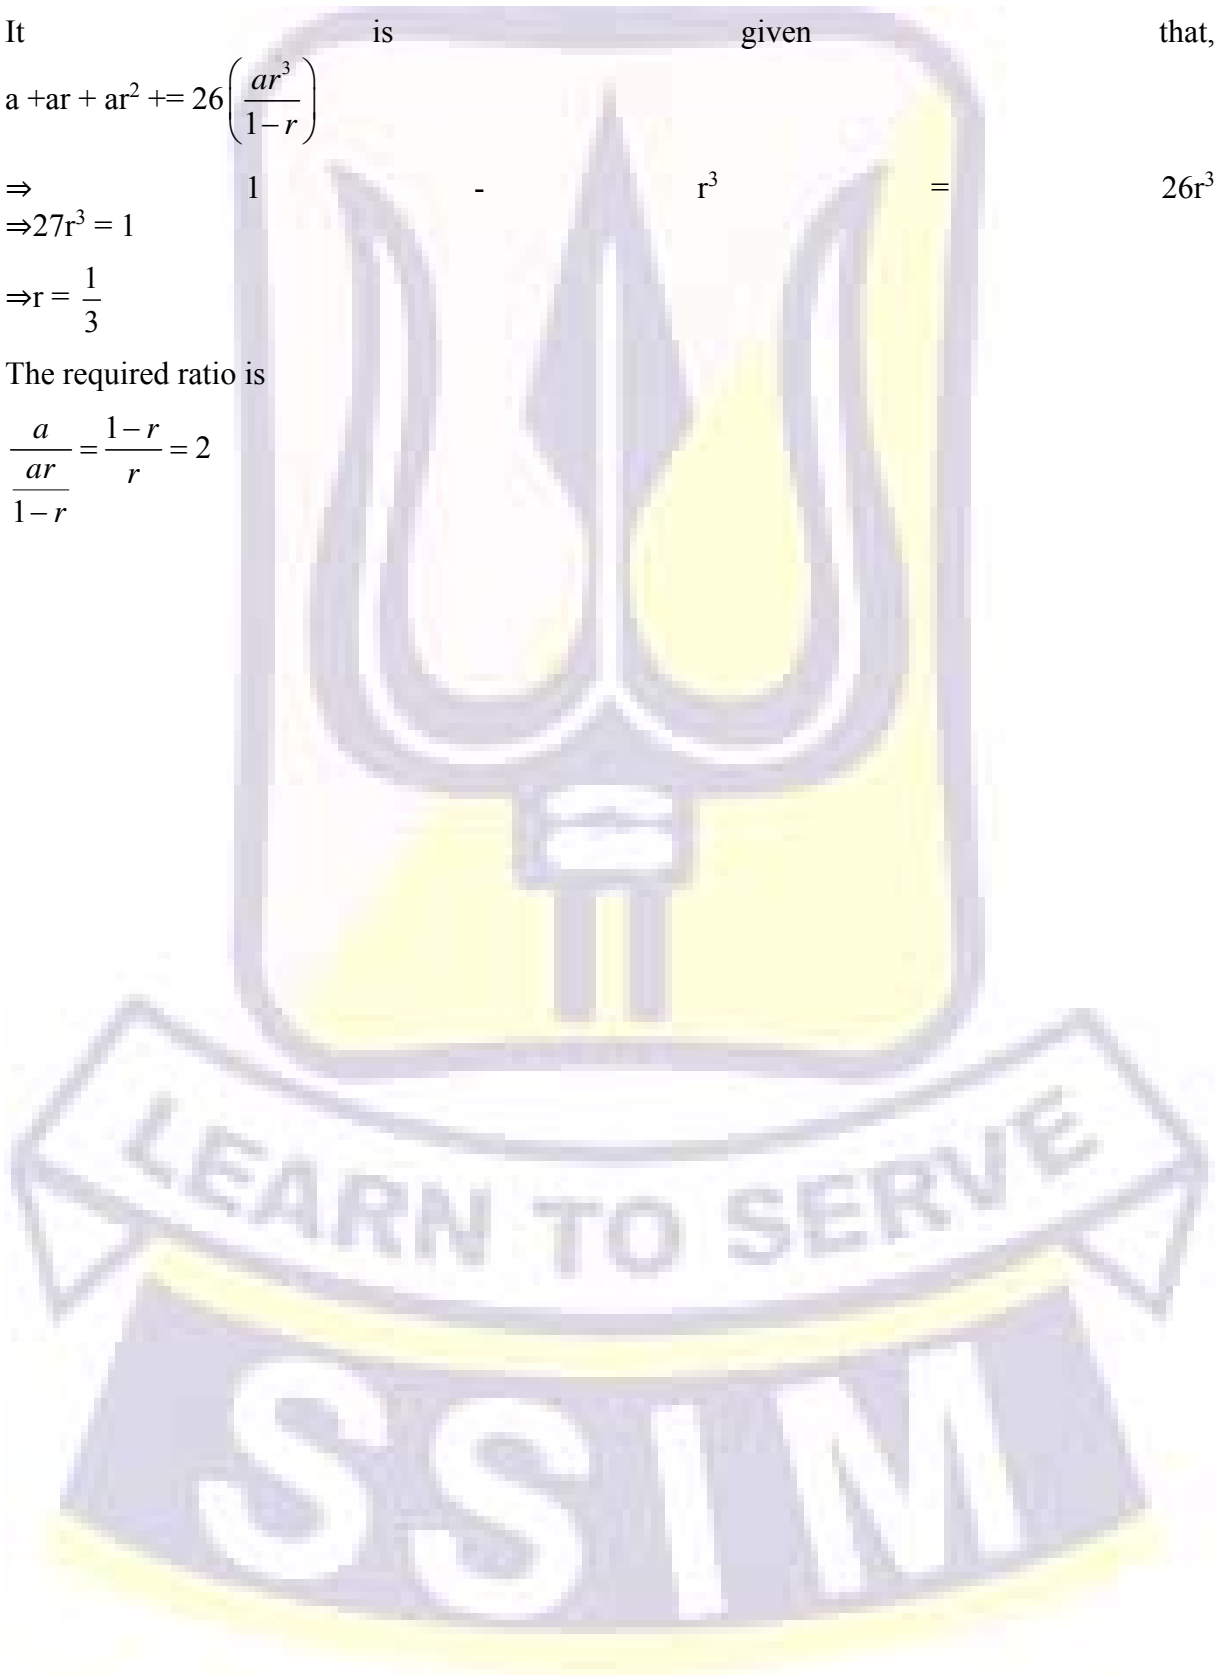 It is given that,
a +ar + ar² += 26(ar³/(1−r))
⇒ 1 - r³ = 26r³
⇒27r³ = 1
⇒r = 1/3
The required ratio is
a/(ar/(1−r)) = (1−r)/r = 2
LEARN TO SERVE
SSIM